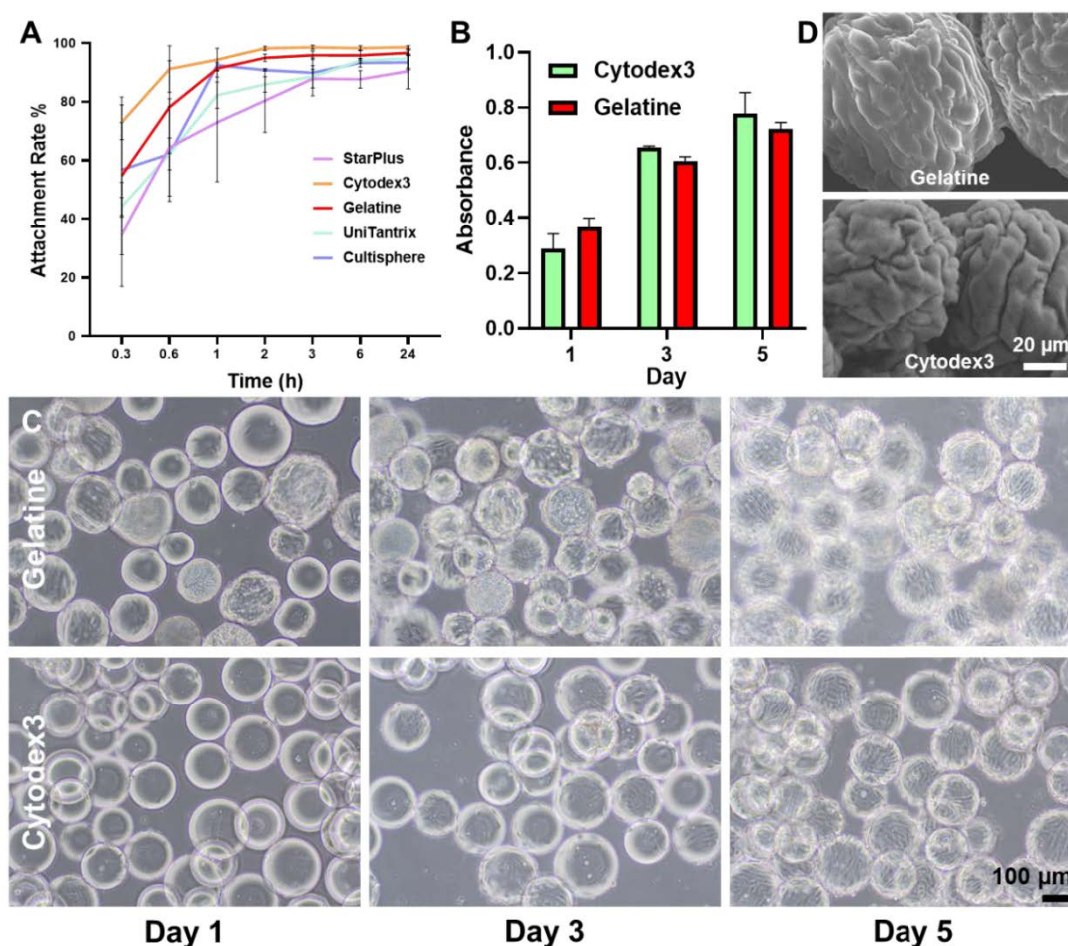 A
Attachment Rate %
100
80
60
40
20
0
0.3 0.6 1 2 3 6 24
Time (h)
StarPlus
Cytodex3
Gelatine
UniTantrix
Cultisphere
B
Absorbance
1.0
0.8
0.6
0.4
0.2
0.0
Cytodex3
Gelatine
1 3 5
Day
D
Gelatine
Cytodex3
20 µm
C
Gelatine
Cytodex3
100 µm
Day 1 Day 3 Day 5